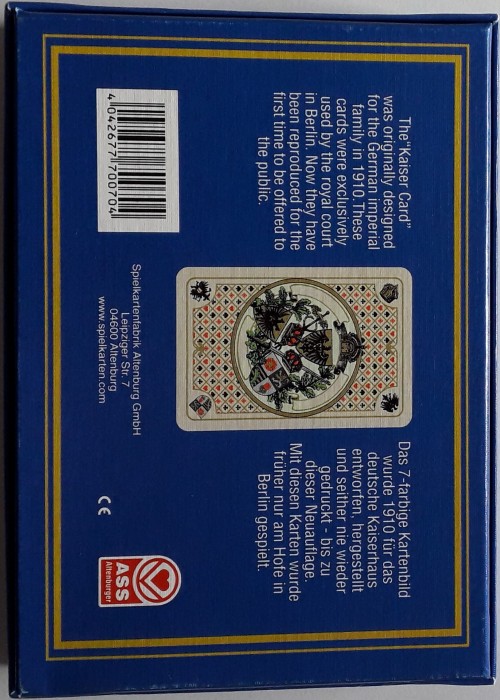 The "Kaiser Card"
was originally designed
for the German imperial
family in 1910. These
cards were exclusively
used by the royal court
in Berlin. Now they have
been reproduced for the
first time to be offered to
the public.
Das 7-farbige Kartenbild
wurde 1910 für das
deutsche Kaiserhaus
entworfen, hergestellt
und seither nie wieder
gedruckt - bis zu
dieser Neuauflage.
Mit diesen Karten wurde
früher nur am Hofe in
Berlin gespielt.
4 042677 700704
Spielkartenfabrik Altenburg GmbH
Leipziger Str. 7
04600 Altenburg
www.spielkarten.com
CE
ASS
Altenburger